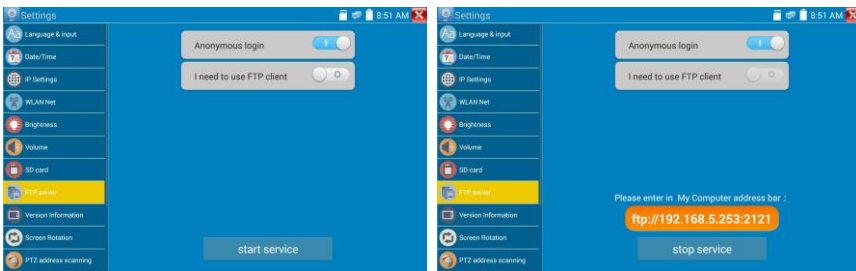 Settings
8:51 AM
Language & input
Date/Time
IP Settings
WLAN Net
Brightness
Volume
SD card
FTP server
Version Information
Screen Rotation
PTZ address scanning
Anonymous login
I need to use FTP client
start service
Settings
8:51 AM
Language & input
Date/Time
IP Settings
WLAN Net
Brightness
Volume
SD card
FTP server
Version Information
Screen Rotation
PTZ address scanning
Anonymous login
I need to use FTP client
Please enter in My Computer address bar :
ftp://192.168.5.253:2121
stop service